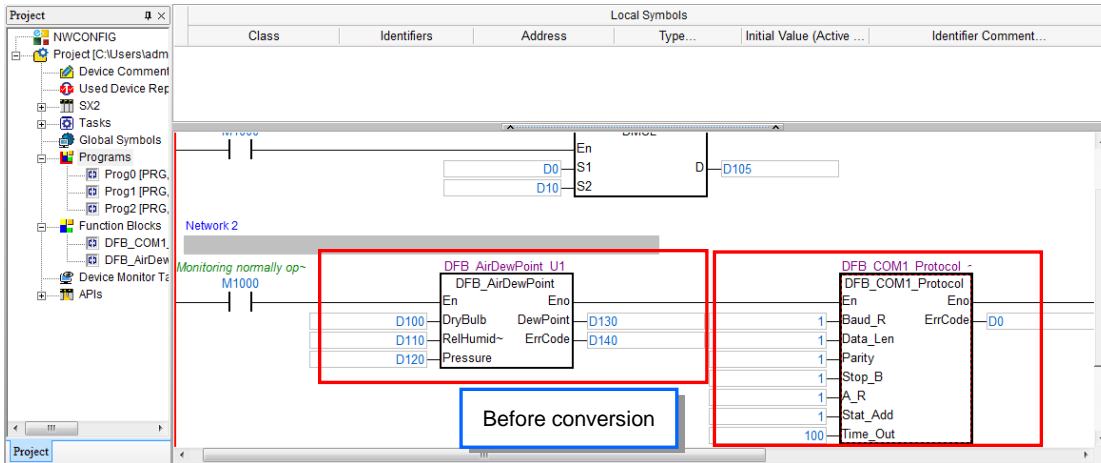 Project
NWCONFIG
Project [C:\Users\adm
Device Comment
Used Device Rep
SX2
Tasks
Global Symbols
Programs
Prog0 [PRG,
Prog1 [PRG,
Prog2 [PRG,
Function Blocks
DFB_COM1_
DFB_AirDew
Device Monitor Ta
APIs
Project
Local Symbols
Class Identifiers Address Type... Initial Value (Active ... Identifier Comment...
En
D0 S1 D D105
D10 S2
Network 2
Monitoring normally op~
M1000
DFB_AirDewPoint_U1
DFB_AirDewPoint
En Eno
D100 DryBulb DewPoint D130
D110 RelHumid~ ErrCode D140
D120 Pressure
DFB_COM1_Protocol_~
DFB_COM1_Protocol
En Eno
1 Baud_R ErrCode D0
1 Data_Len
1 Parity
1 Stop_B
1 A_R
1 Stat_Add
100 Time_Out
Before conversion